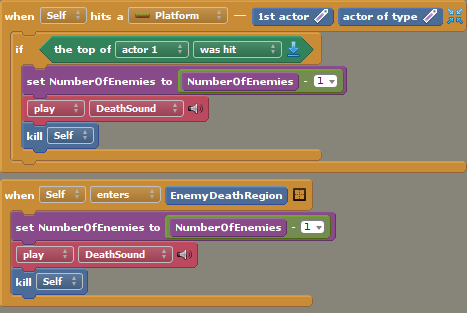 when Self hits a Platform — 1st actor actor of type
if the top of actor 1 was hit
set NumberOfEnemies to NumberOfEnemies - 1
play DeathSound
kill Self
when Self enters EnemyDeathRegion
set NumberOfEnemies to NumberOfEnemies - 1
play DeathSound
kill Self